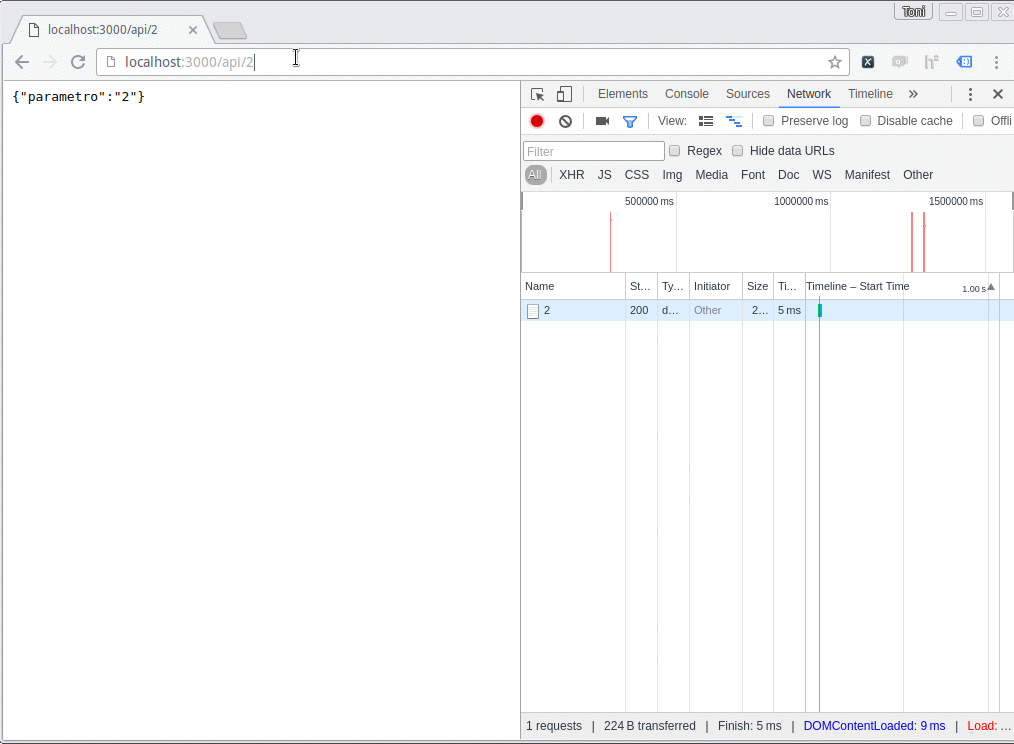 Toni
localhost:3000/api/2
localhost:3000/api/2
{"parametro":"2"}
Elements Console Sources Network Timeline »
View: Preserve log Disable cache Offli
Filter Regex Hide data URLs
All XHR JS CSS Img Media Font Doc WS Manifest Other
500000 ms 1000000 ms 1500000 ms
Name St... Ty... Initiator Size Ti... Timeline – Start Time 1.00 s
2 200 d... Other 2... 5 ms
1 requests | 224 B transferred | Finish: 5 ms | DOMContentLoaded: 9 ms | Load: ...